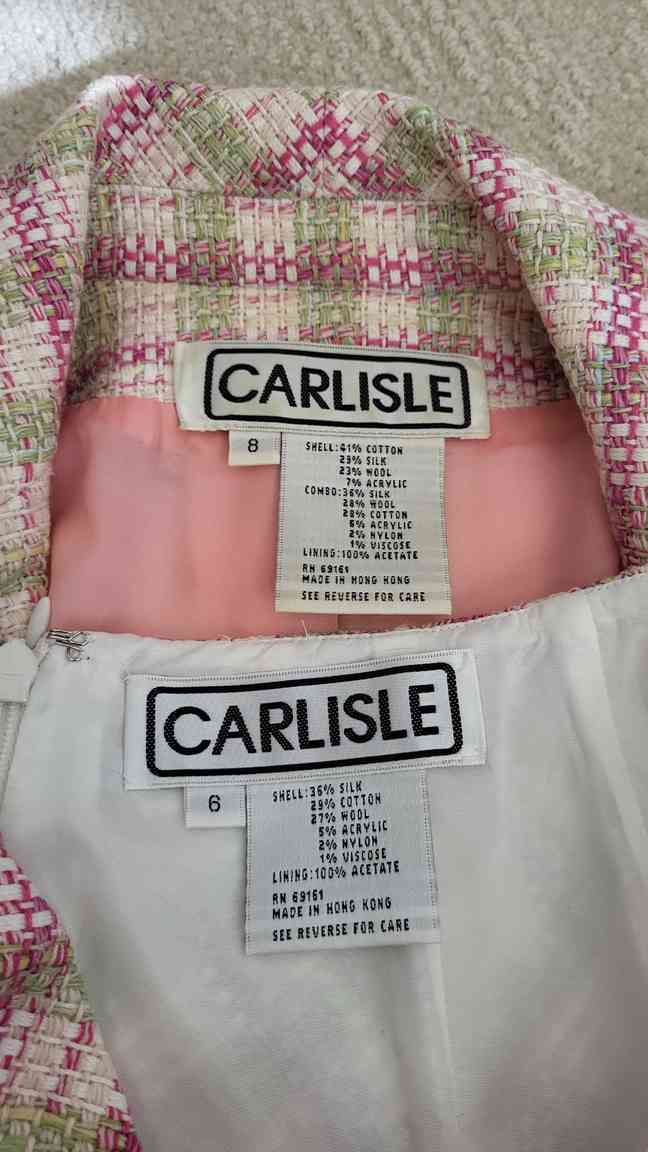 CARLISLE
8
SHELL:41% COTTON
29% SILK
23% WOOL
7% ACRYLIC
COMBO:36% SILK
28% WOOL
28% COTTON
5% ACRYLIC
2% NYLON
1% VISCOSE
LINING:100% ACETATE
RN 69161
MADE IN HONG KONG
SEE REVERSE FOR CARE
CARLISLE
6
SHELL:36% SILK
29% COTTON
27% WOOL
5% ACRYLIC
2% NYLON
1% VISCOSE
LINING:100% ACETATE
RN 69161
MADE IN HONG KONG
SEE REVERSE FOR CARE